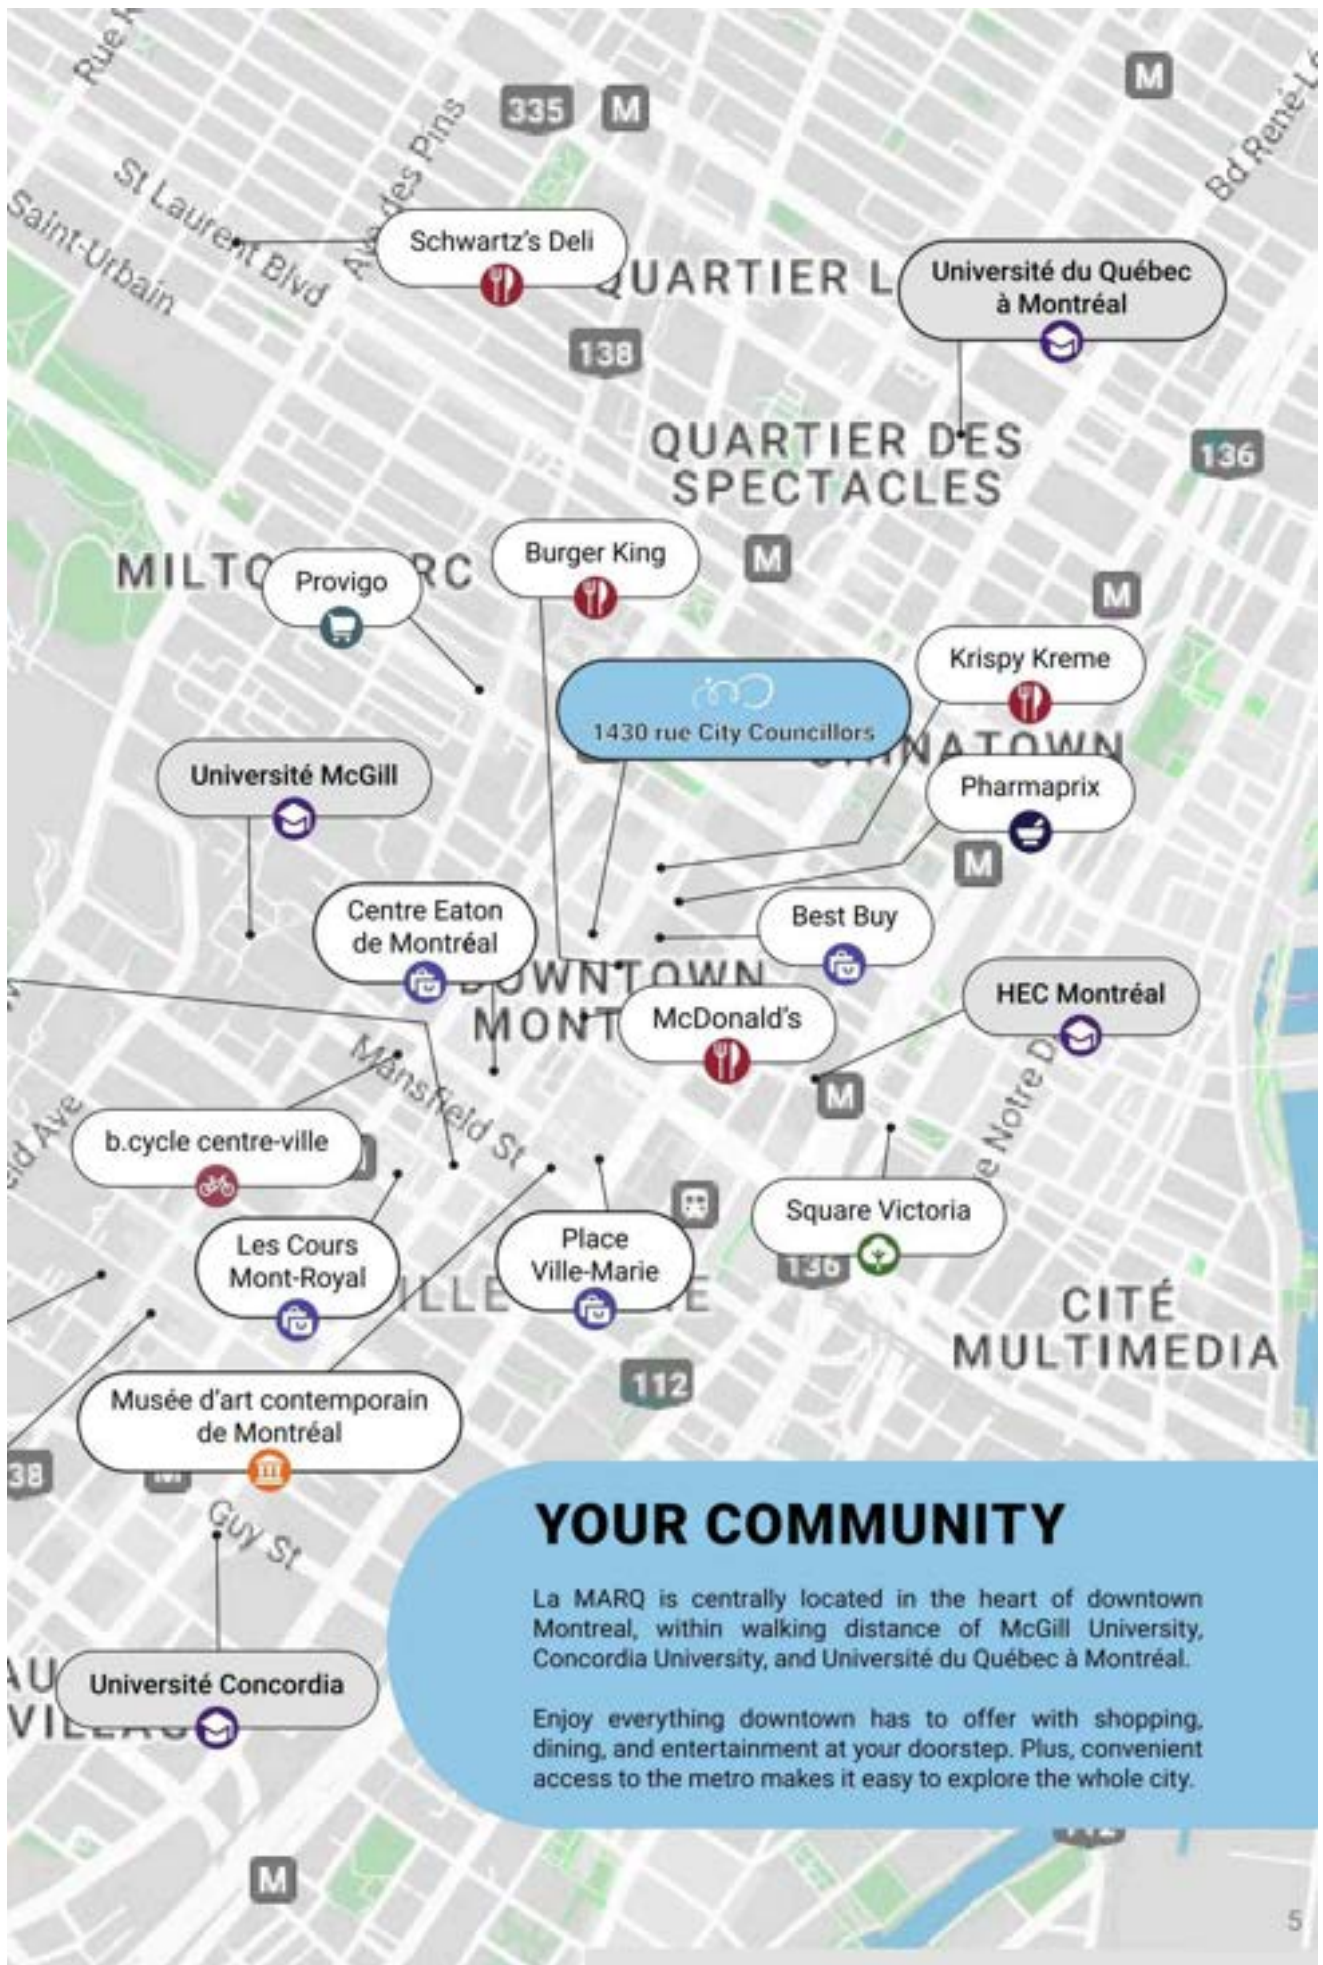 335
M
M
St Laurent Blvd
Saint-Urbain
Schwartz's Deli
QUARTIER L
Université du Québec
à Montréal
138
QUARTIER DES
SPECTACLES
136
Burger King
M
Provigo
M
Krispy Kreme
1430 rue City Councillors
Université McGill
Pharmaprix
M
Centre Eaton
de Montréal
Best Buy
DOWNTOWN
MONT
HEC Montréal
McDonald's
Mansfield St
M
b.cycle centre-ville
Square Victoria
Les Cours
Mont-Royal
Place
Ville-Marie
136
CITÉ
MULTIMEDIA
112
Musée d'art contemporain
de Montréal
38
M
Guy St
YOUR COMMUNITY
La MARQ is centrally located in the heart of downtown
Montreal, within walking distance of McGill University,
Concordia University, and Université du Québec à Montréal.
Enjoy everything downtown has to offer with shopping,
dining, and entertainment at your doorstep. Plus, convenient
access to the metro makes it easy to explore the whole city.
Université Concordia
M
5